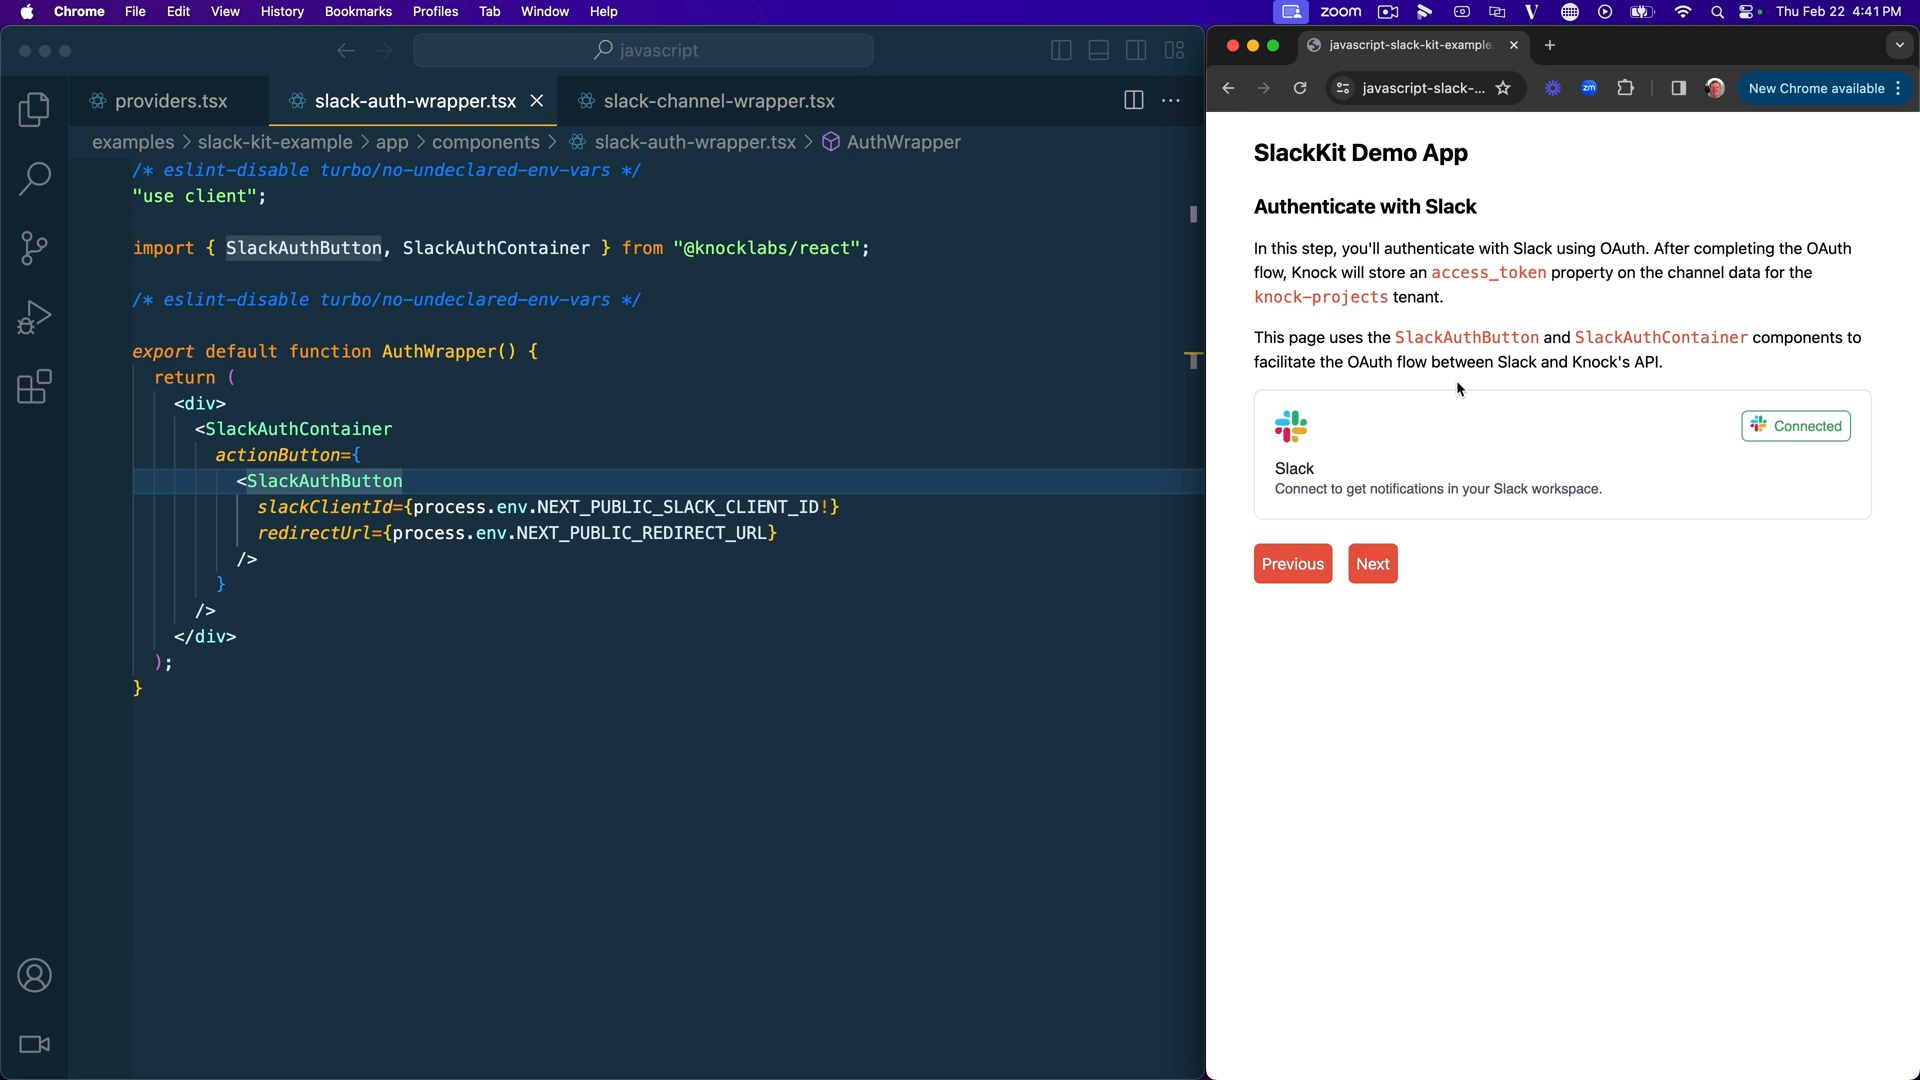 Chrome File Edit View History Bookmarks Profiles Tab Window Help
zoom
Thu Feb 22 4:41 PM
javascript
providers.tsx
slack-auth-wrapper.tsx
slack-channel-wrapper.tsx
examples > slack-kit-example > app > components > slack-auth-wrapper.tsx > AuthWrapper
/* eslint-disable turbo/no-undeclared-env-vars */
"use client";
import { SlackAuthButton, SlackAuthContainer } from "@knocklabs/react";
/* eslint-disable turbo/no-undeclared-env-vars */
export default function AuthWrapper() {
return (
<div>
<SlackAuthContainer
actionButton={
<SlackAuthButton
slackClientId={process.env.NEXT_PUBLIC_SLACK_CLIENT_ID!}
redirectUrl={process.env.NEXT_PUBLIC_REDIRECT_URL}
/>
}
/>
</div>
);
}
javascript-slack-kit-example.
javascript-slack-...
zm
New Chrome available
SlackKit Demo App
Authenticate with Slack
In this step, you'll authenticate with Slack using OAuth. After completing the OAuth
flow, Knock will store an access_token property on the channel data for the
knock-projects tenant.
This page uses the SlackAuthButton and SlackAuthContainer components to
facilitate the OAuth flow between Slack and Knock's API.
Connected
Slack
Connect to get notifications in your Slack workspace.
Previous
Next